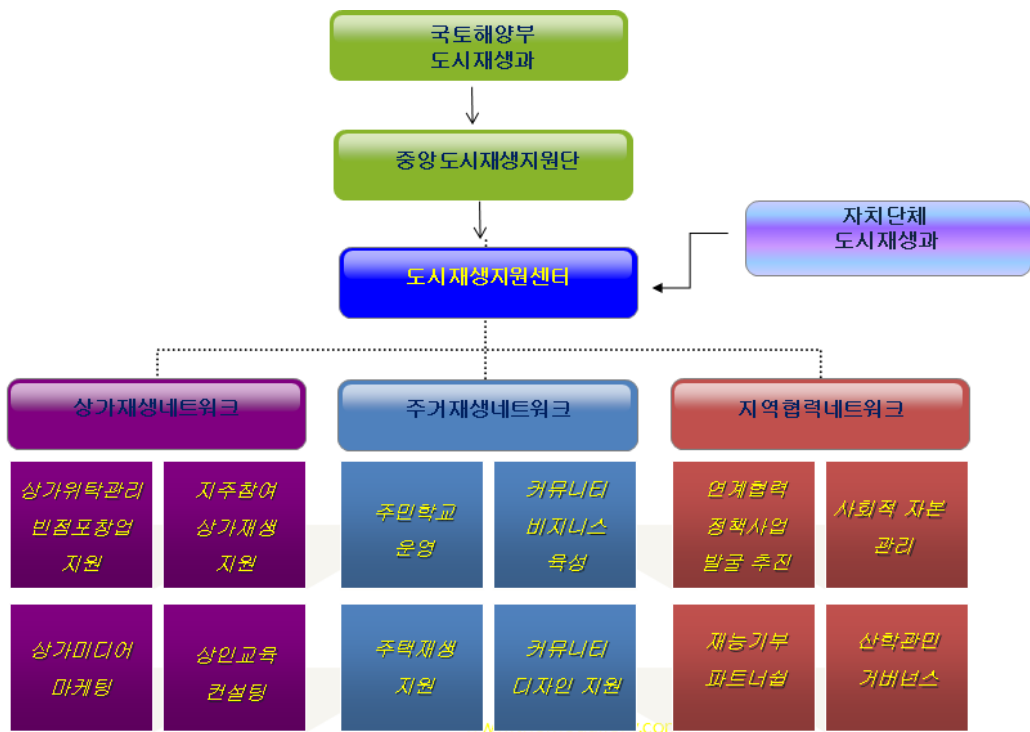 국토해양부
도시재생과
중앙도시재생지원단
자치단체
도시재생과
도시재생지원센터
상가재생네트워크
주거재생네트워크
지역협력네트워크
상가위탁관리
빈점포창업
지원
지주참여
상가재생
지원
주민학교
운영
커뮤니티
비지니스
육성
연계협력
정책사업
발굴 추진
사회적 자본
관리
상가미디어
마케팅
상인교육
컨설팅
주택재생
지원
커뮤니티
디자인 지원
재능기부
파트너쉽
산학관민
거버넌스